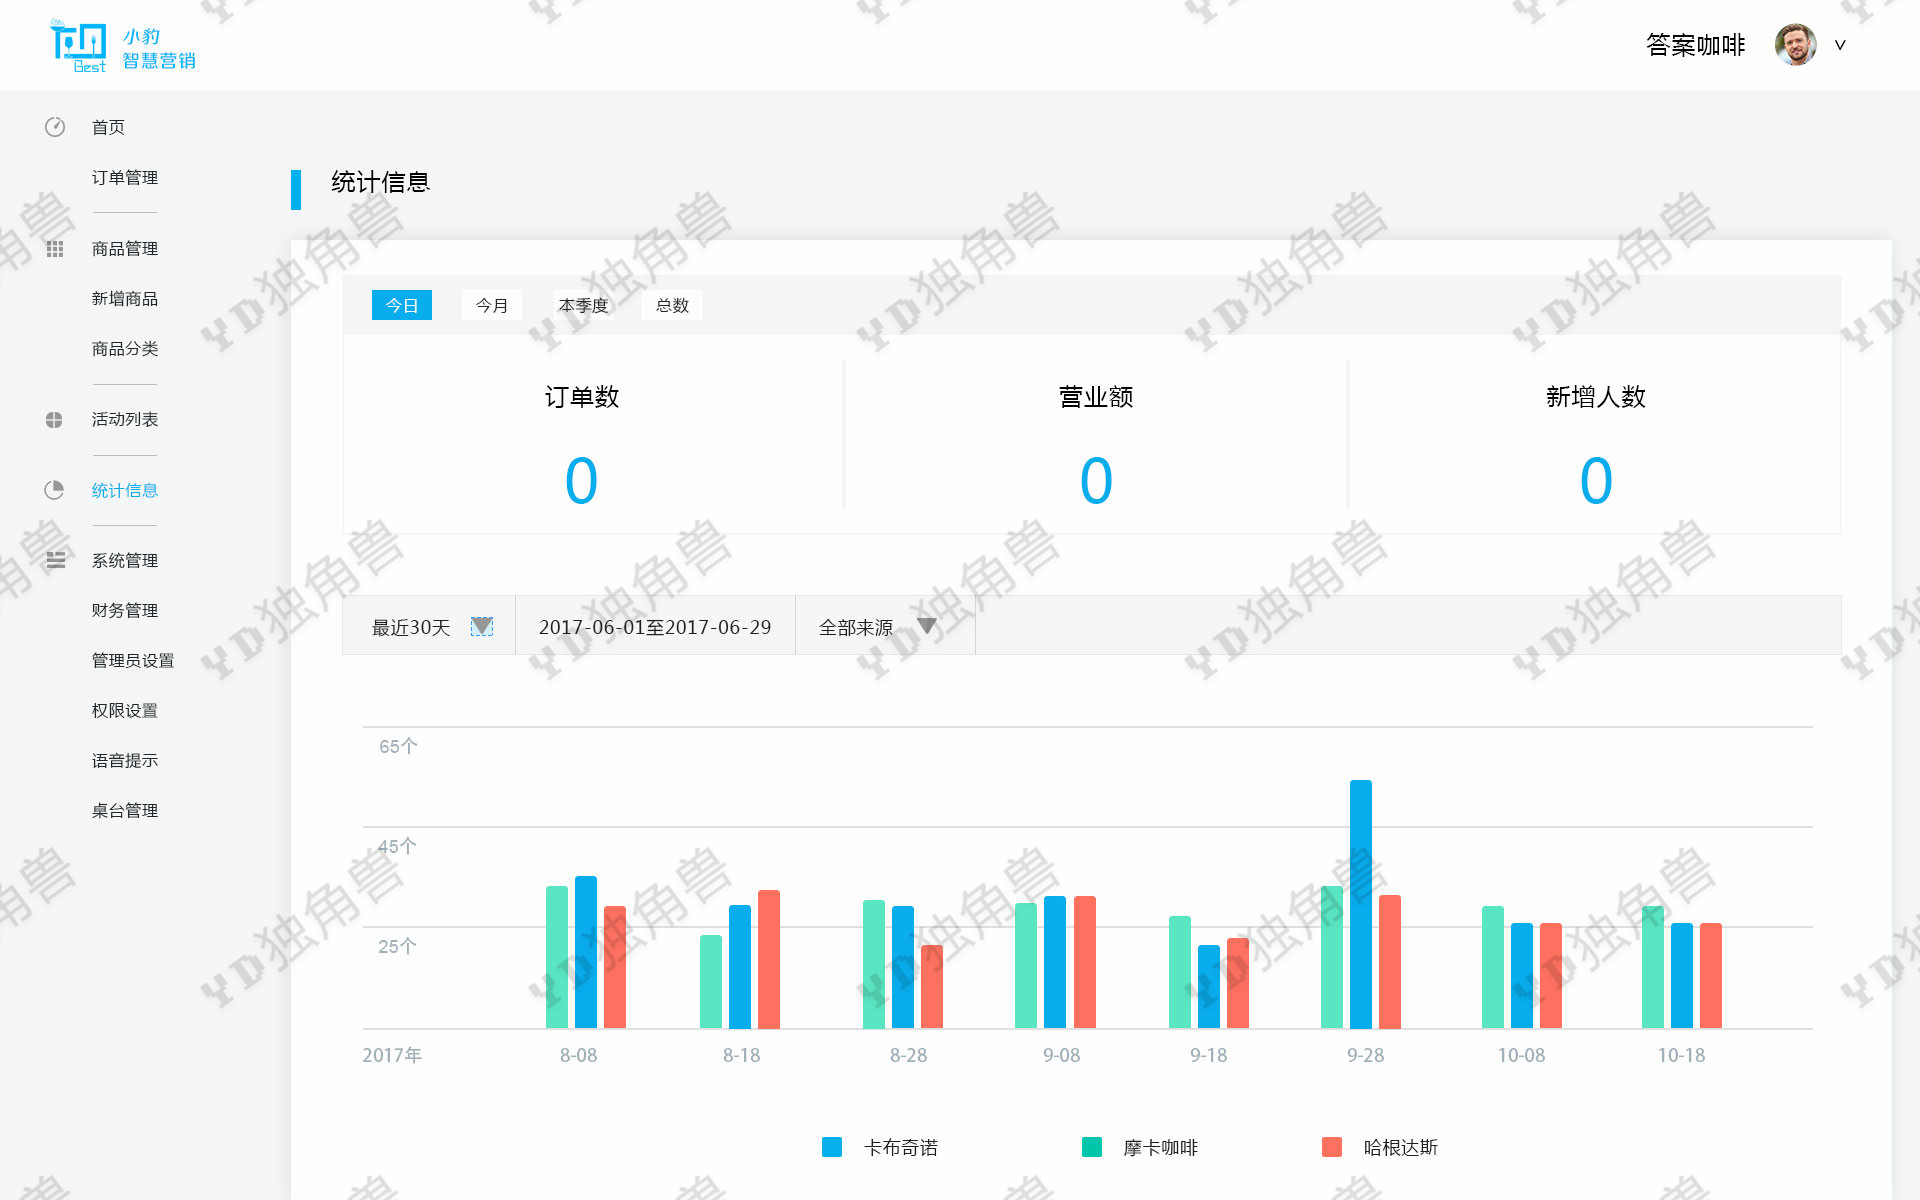 Best
小豹
智慧营销
答案咖啡
首页
订单管理
商品管理
新增商品
商品分类
活动列表
统计信息
系统管理
财务管理
管理员设置
权限设置
语音提示
桌台管理
统计信息
今日 今月 本季度 总数
订单数 营业额 新增人数
0 0 0
最近30天 2017-06-01至2017-06-29 全部来源
65个
45个
25个
2017年 8-08 8-18 8-28 9-08 9-18 9-28 10-08 10-18
卡布奇诺 摩卡咖啡 哈根达斯
YD独角兽